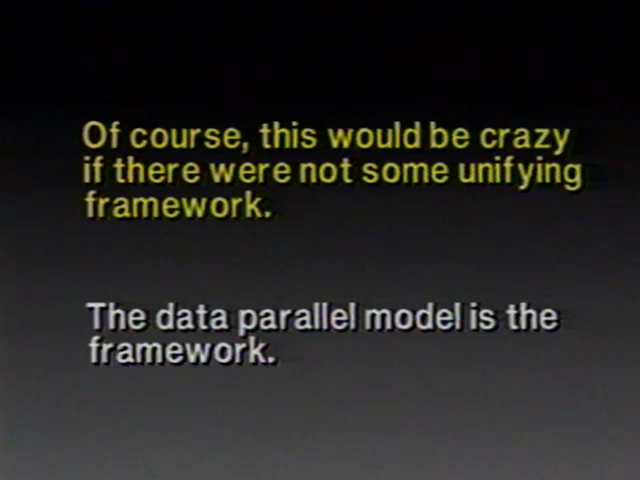 Of course, this would be crazy
if there were not some unifying
framework.
The data parallel model is the
framework.